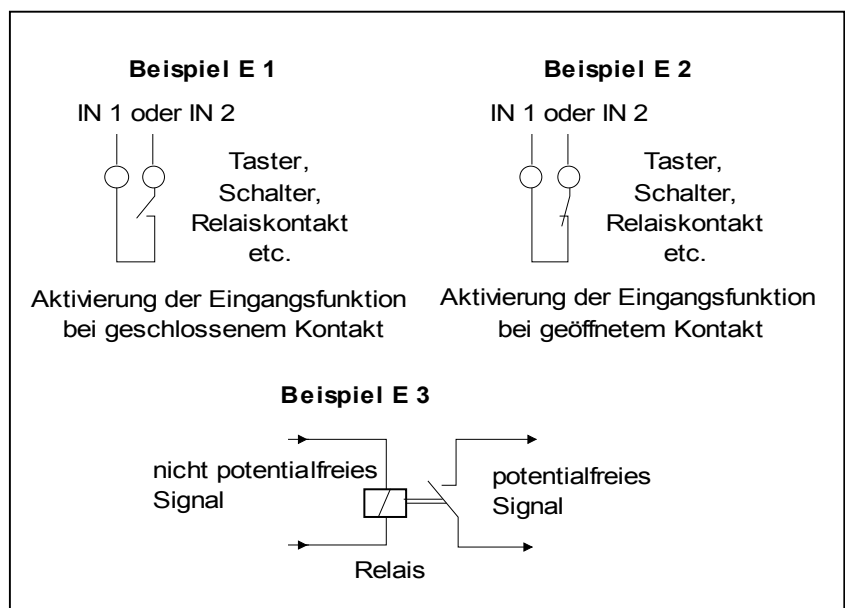 Beispiel E 1
IN 1 oder IN 2
Taster,
Schalter,
Relaiskontakt
etc.
Aktivierung der Eingangsfunktion
bei geschlossenem Kontakt
Beispiel E 2
IN 1 oder IN 2
Taster,
Schalter,
Relaiskontakt
etc.
Aktivierung der Eingangsfunktion
bei geöffnetem Kontakt
Beispiel E 3
nicht potentialfreies
Signal
potentialfreies
Signal
Relais